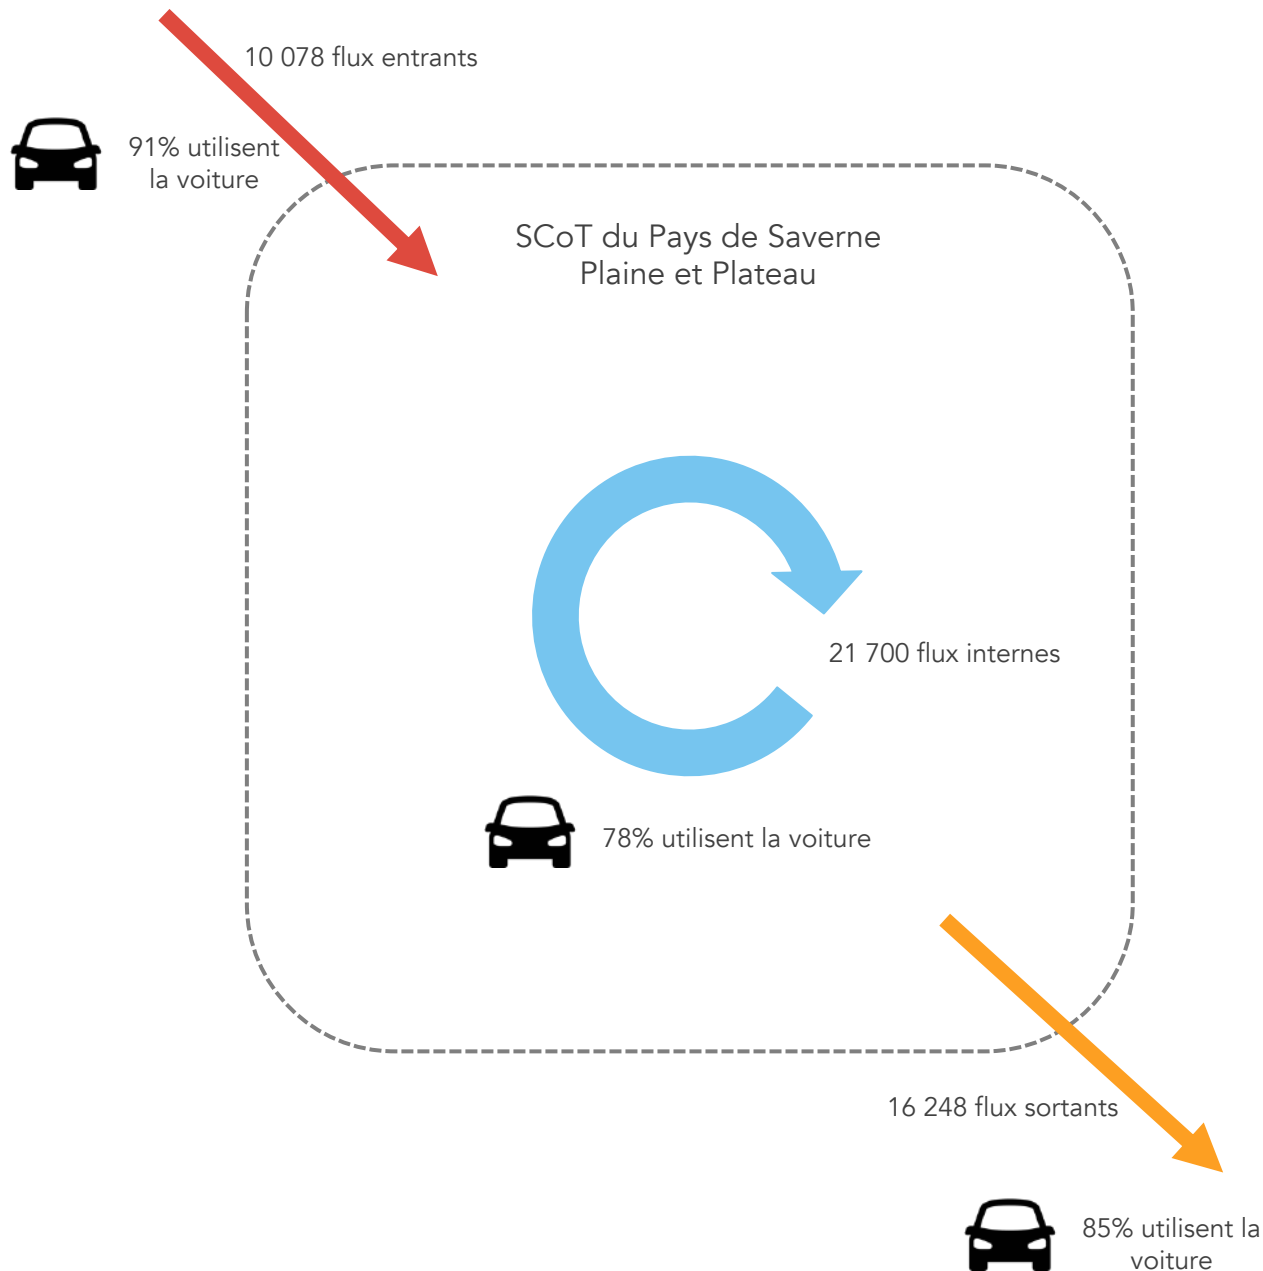 10 078 flux entrants
91% utilisent
la voiture
SCoT du Pays de Saverne
Plaine et Plateau
21 700 flux internes
78% utilisent la voiture
16 248 flux sortants
85% utilisent la
voiture